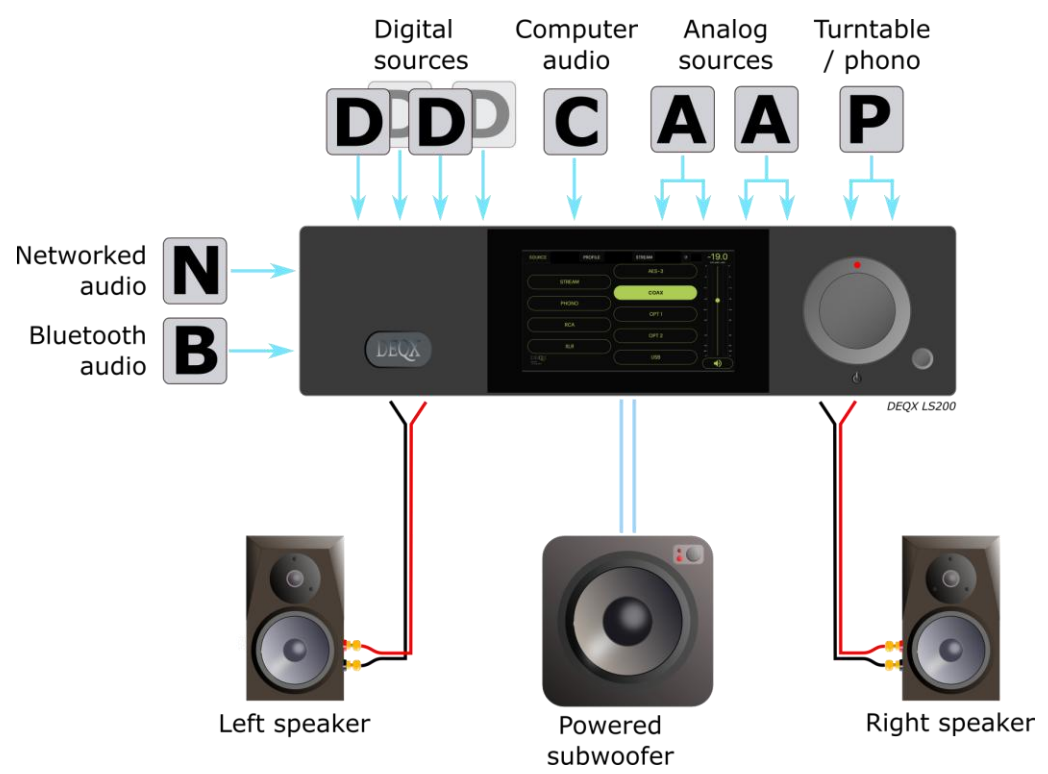 Digital
sources
Computer
audio
Analog
sources
Turntable
/ phono
D
D
D
D
C
A
A
P
Networked
audio
N
Bluetooth
audio
B
SOURCE
PROFILE
STREAM
-19.0
STREAM
PHONO
RCA
XLR
AES-3
COAX
OPT 1
OPT 2
USB
DEQX
DEQX LS200
Left speaker
Powered
subwoofer
Right speaker